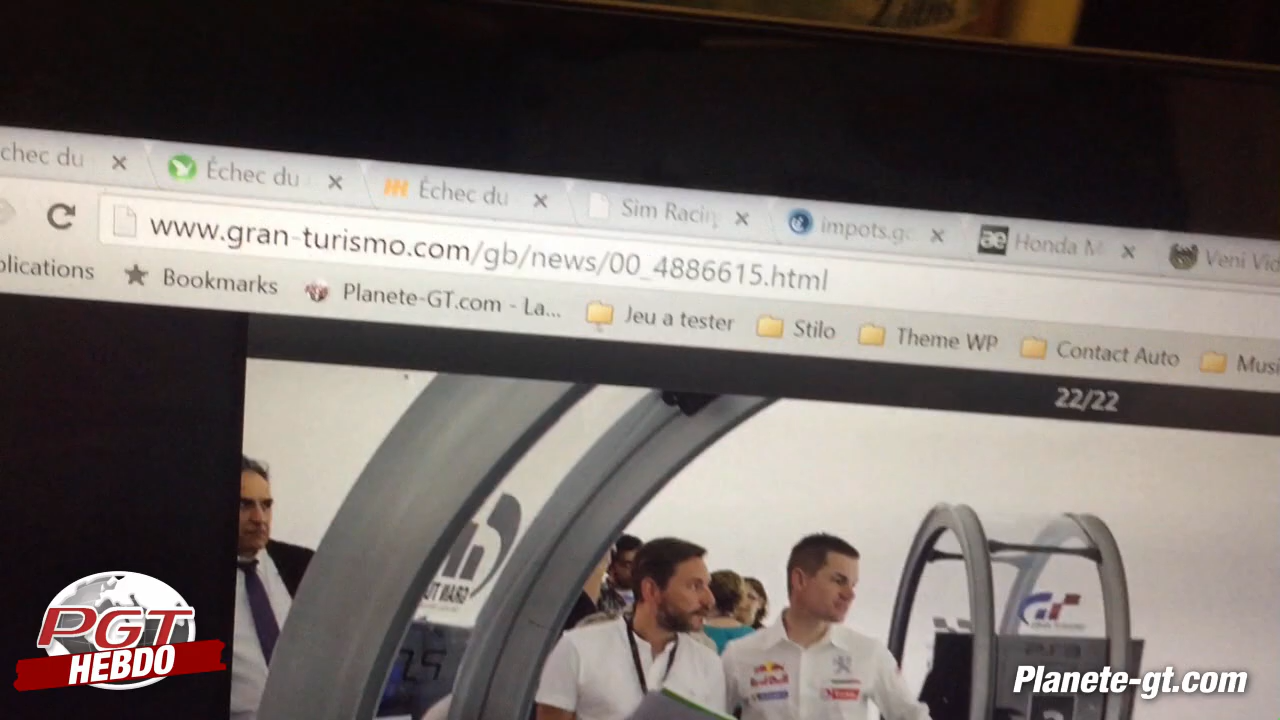 chec du
Échec du
Échec du
Sim Racin
impots.g
Honda M
Veni Vid
www.gran-turismo.com/gb/news/00_4886615.html
plications
Bookmarks
Planete-GT.com - La...
Jeu a tester
Stilo
Theme WP
Contact Auto
Musi
22/22
Red Bull
PGT
HEBDO
Planete-gt.com